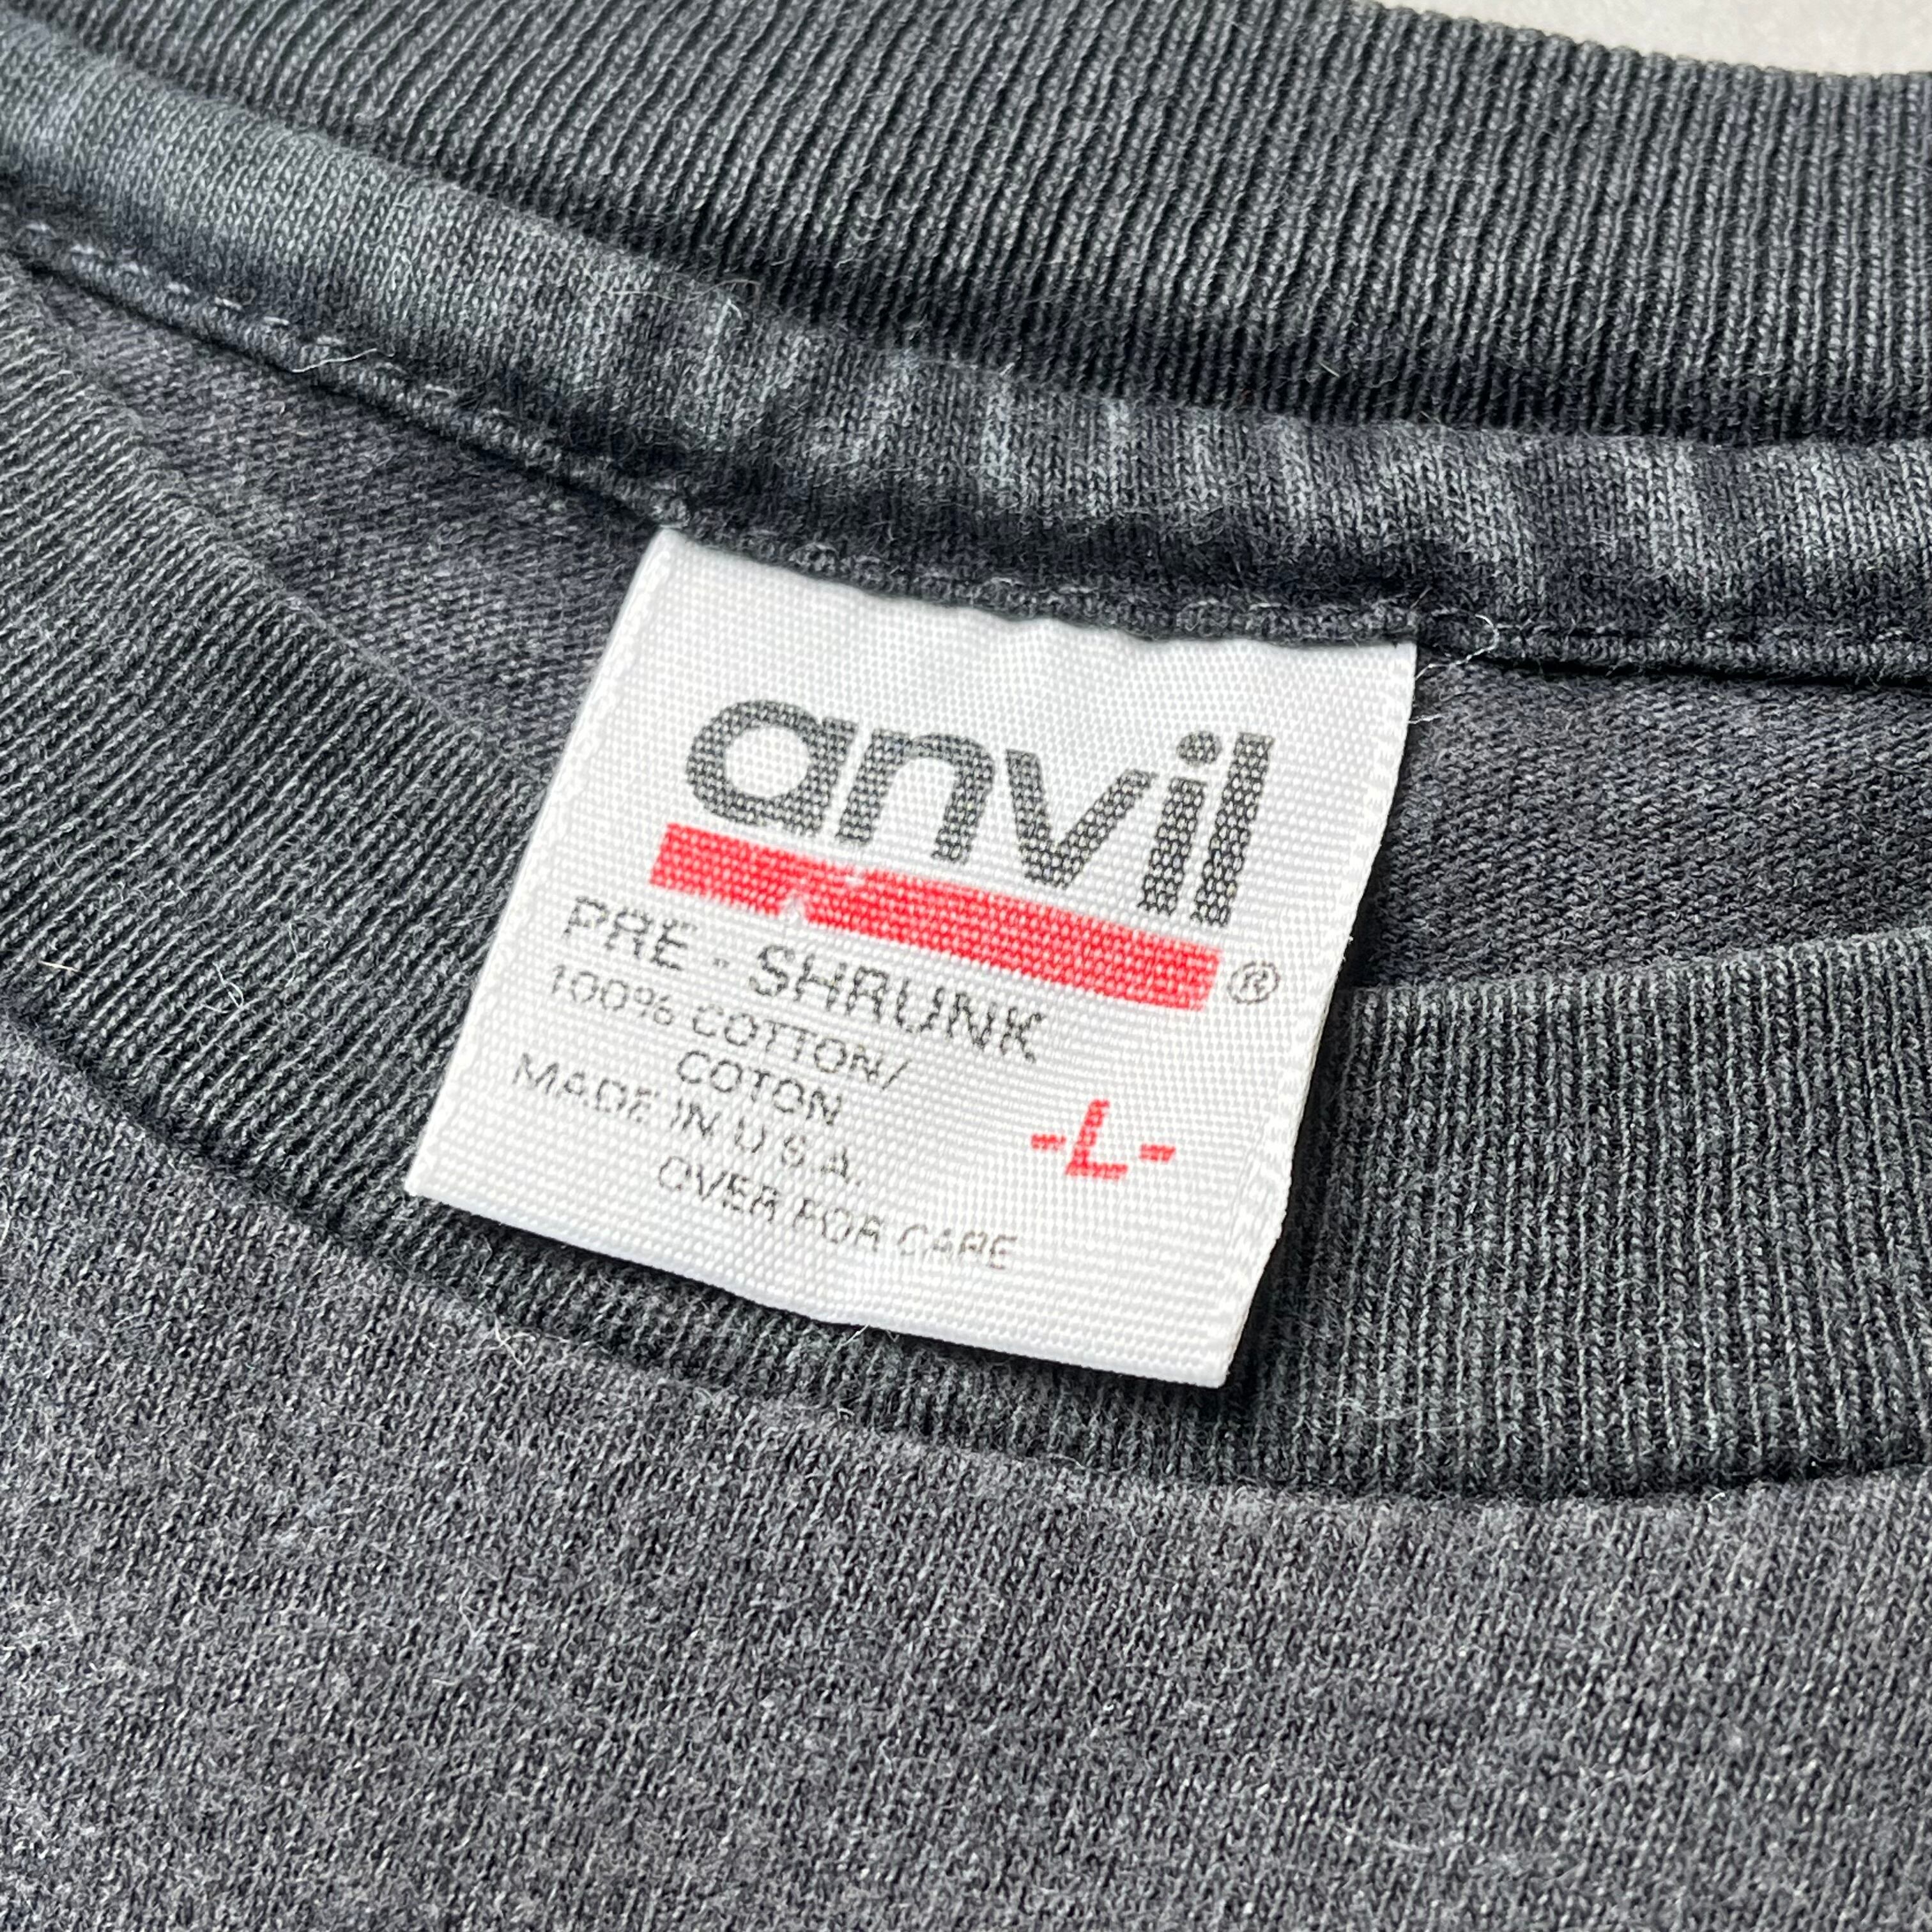 anvil
®
PRE - SHRUNK
100% COTTON/
COTON
MADE IN U.S.A.
-L-
OVER FOR CARE